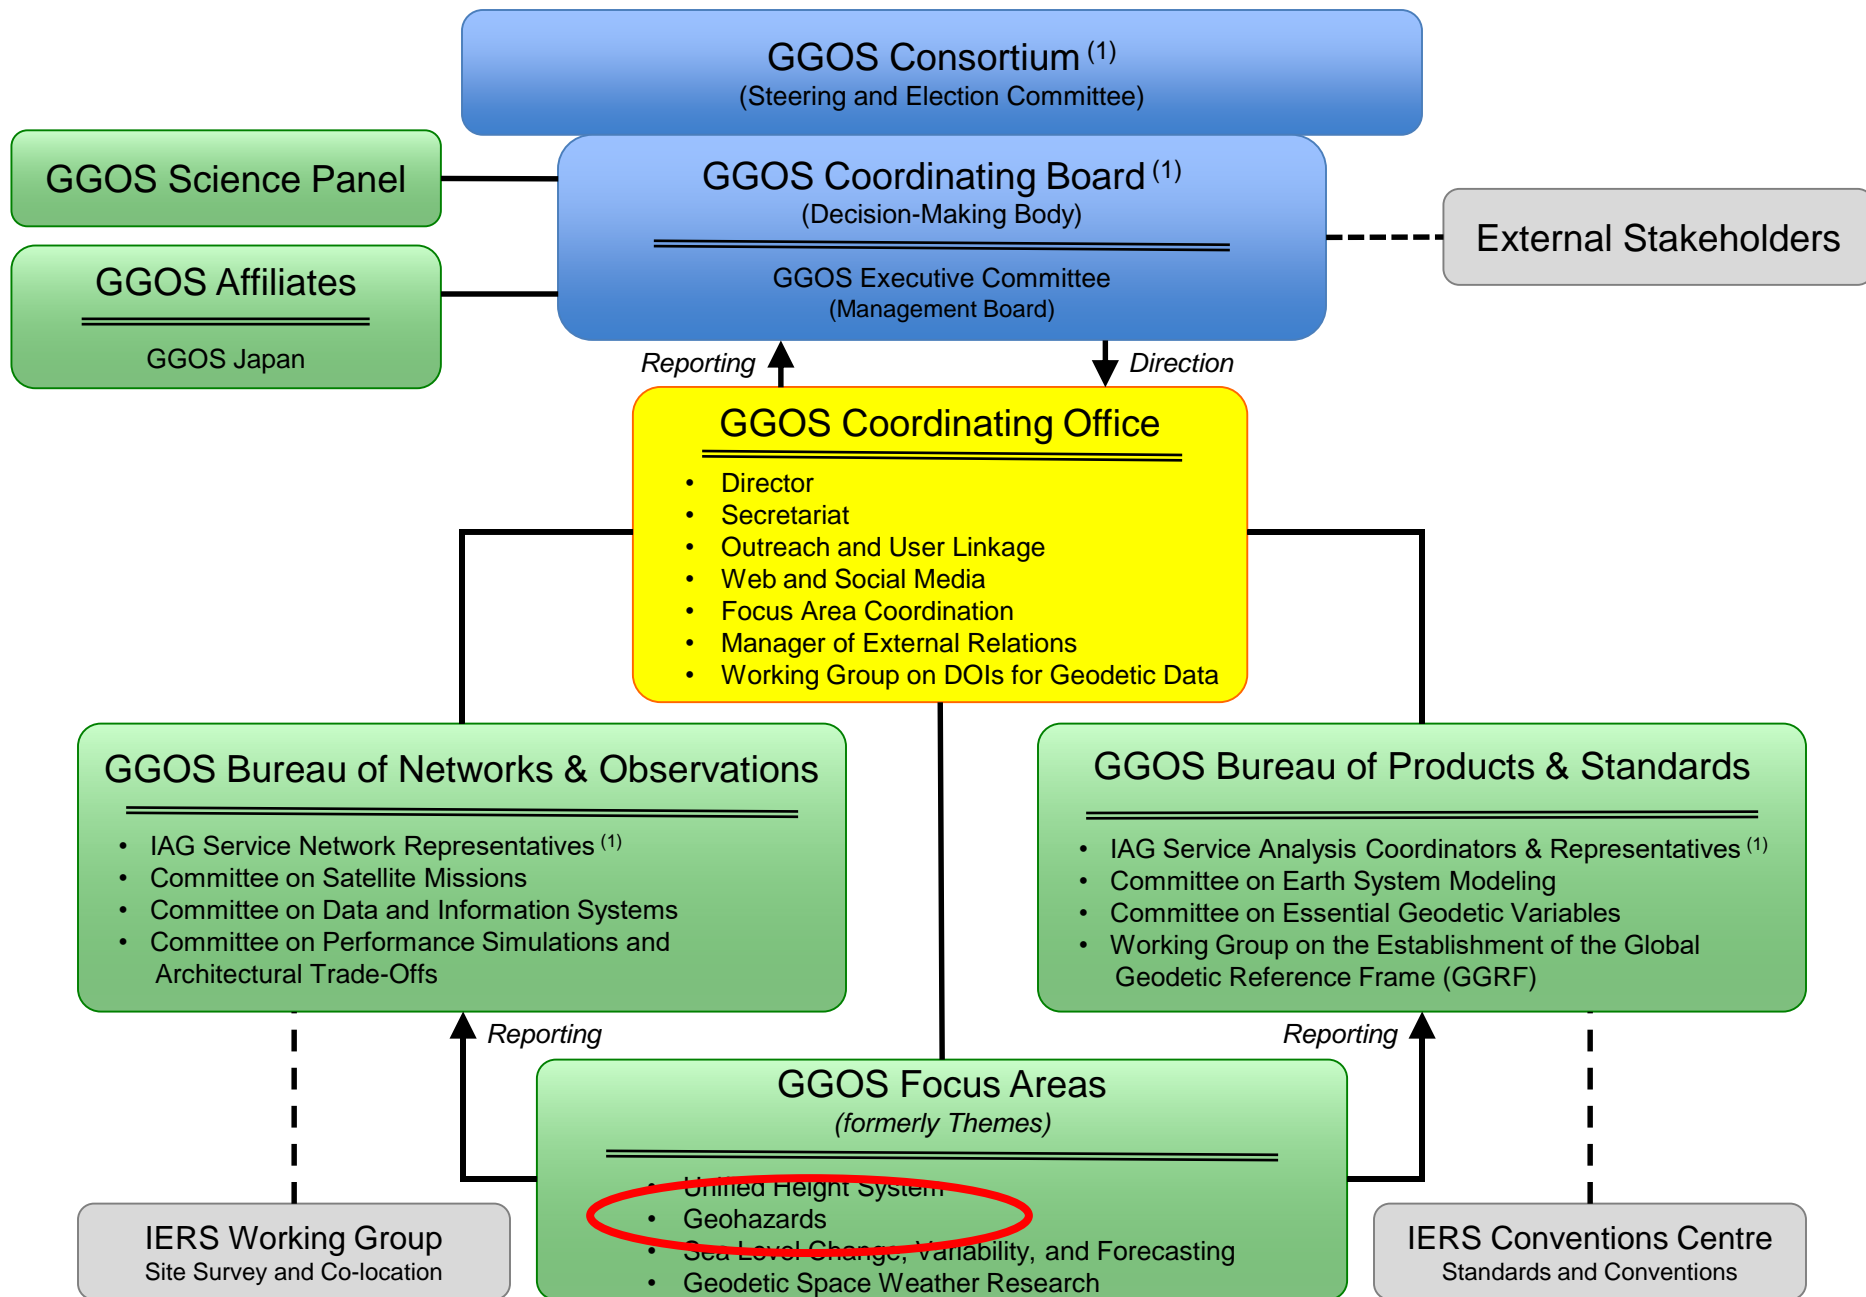 GGOS Consortium (1)
(Steering and Election Committee)
GGOS Science Panel
GGOS Coordinating Board (1)
(Decision-Making Body)
GGOS Executive Committee
(Management Board)
External Stakeholders
GGOS Affiliates
GGOS Japan
Reporting
Direction
GGOS Coordinating Office
• Director
• Secretariat
• Outreach and User Linkage
• Web and Social Media
• Focus Area Coordination
• Manager of External Relations
• Working Group on DOIs for Geodetic Data
GGOS Bureau of Networks & Observations
• IAG Service Network Representatives (1)
• Committee on Satellite Missions
• Committee on Data and Information Systems
• Committee on Performance Simulations and
Architectural Trade-Offs
GGOS Bureau of Products & Standards
• IAG Service Analysis Coordinators & Representatives (1)
• Committee on Earth System Modeling
• Committee on Essential Geodetic Variables
• Working Group on the Establishment of the Global
Geodetic Reference Frame (GGRF)
Reporting
Reporting
GGOS Focus Areas
(formerly Themes)
• Unified Height System
• Geohazards
• Sea Level Change, Variability, and Forecasting
• Geodetic Space Weather Research
IERS Working Group
Site Survey and Co-location
IERS Conventions Centre
Standards and Conventions